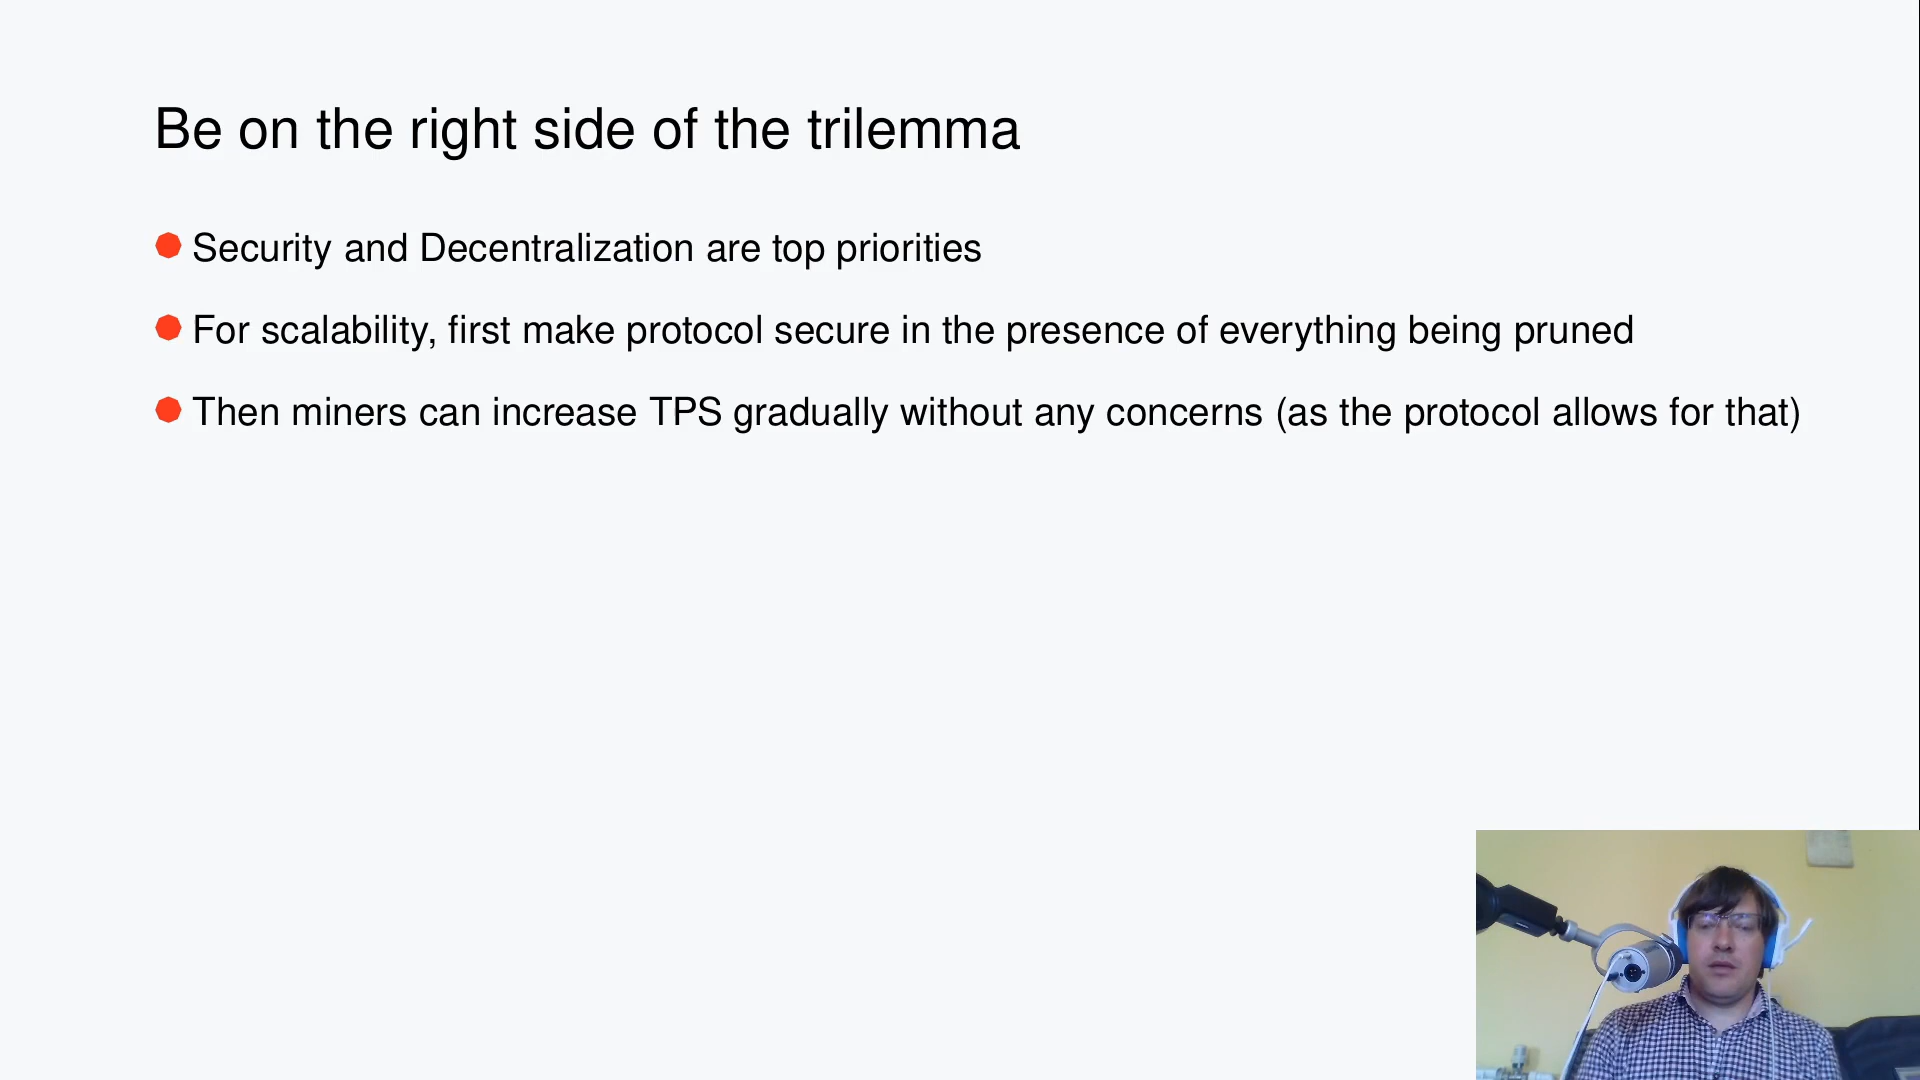 Be on the right side of the trilemma
Security and Decentralization are top priorities
For scalability, first make protocol secure in the presence of everything being pruned
Then miners can increase TPS gradually without any concerns (as the protocol allows for that)